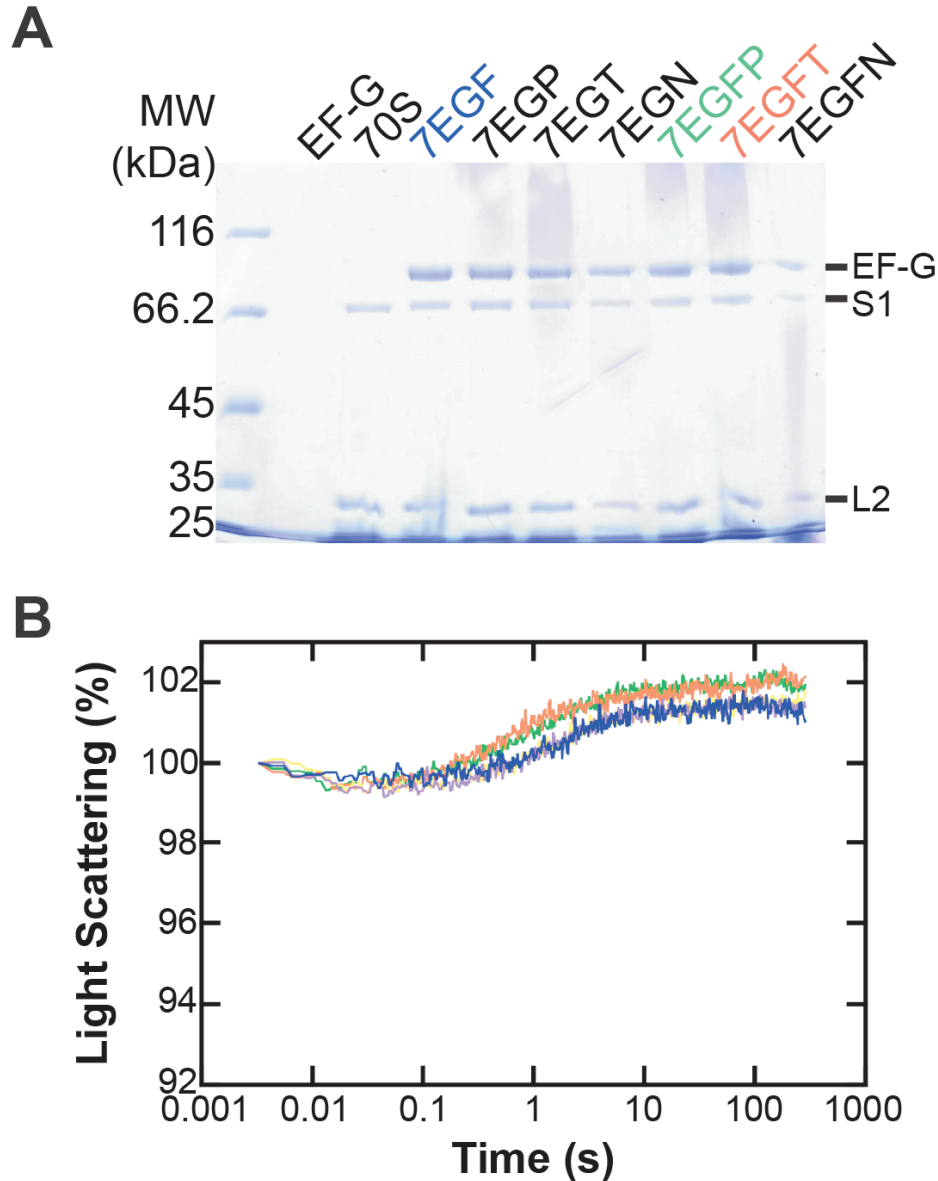 A
MW
(kDa)
EF-G
70S
7EGF
7EGP
7EGT
7EGN
7EGFP
7EGFT
7EGFN
116
66.2
45
35
25
EF-G
S1
L2
B
Light Scattering (%)
102
100
98
96
94
92
0.001
0.01
0.1
1
10
100
1000
Time (s)